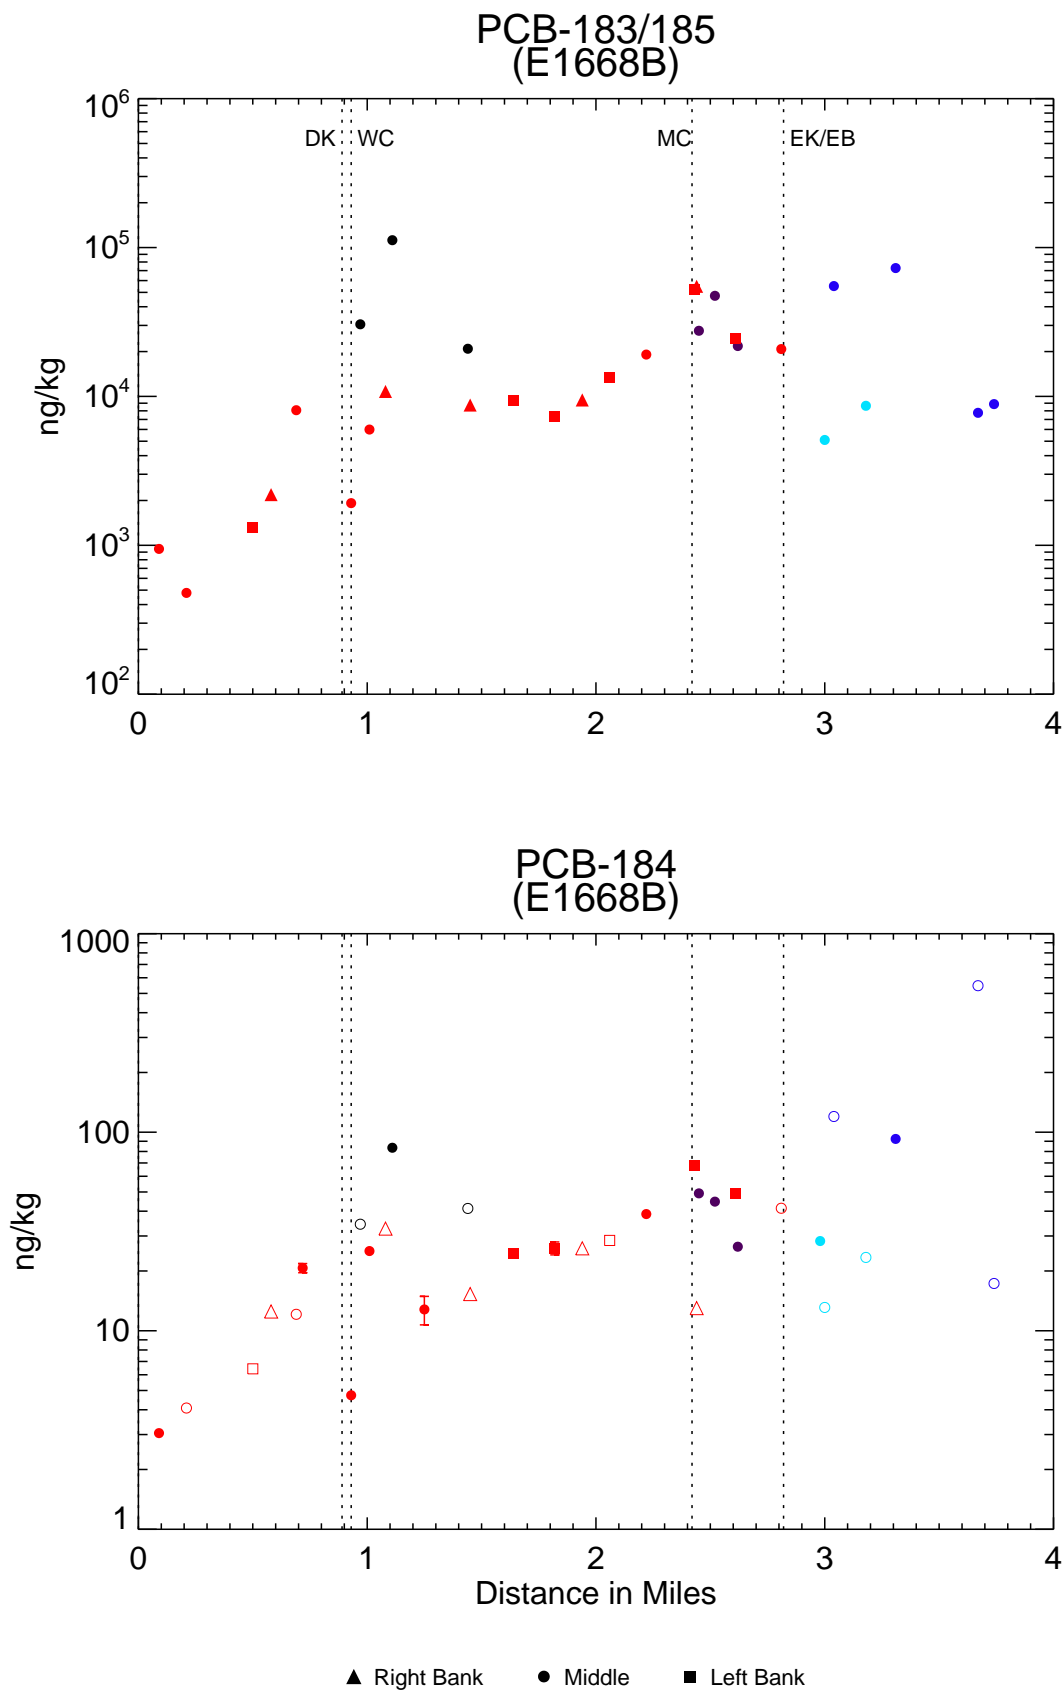 PCB-183/185
(E1668B)
10^6
DK WC MC EK/EB
10^5
ng/kg
10^4
10^3
10^2
0 1 2 3 4
PCB-184
(E1668B)
1000
100
ng/kg
10
1
0 1 2 3 4
Distance in Miles
Right Bank Middle Left Bank